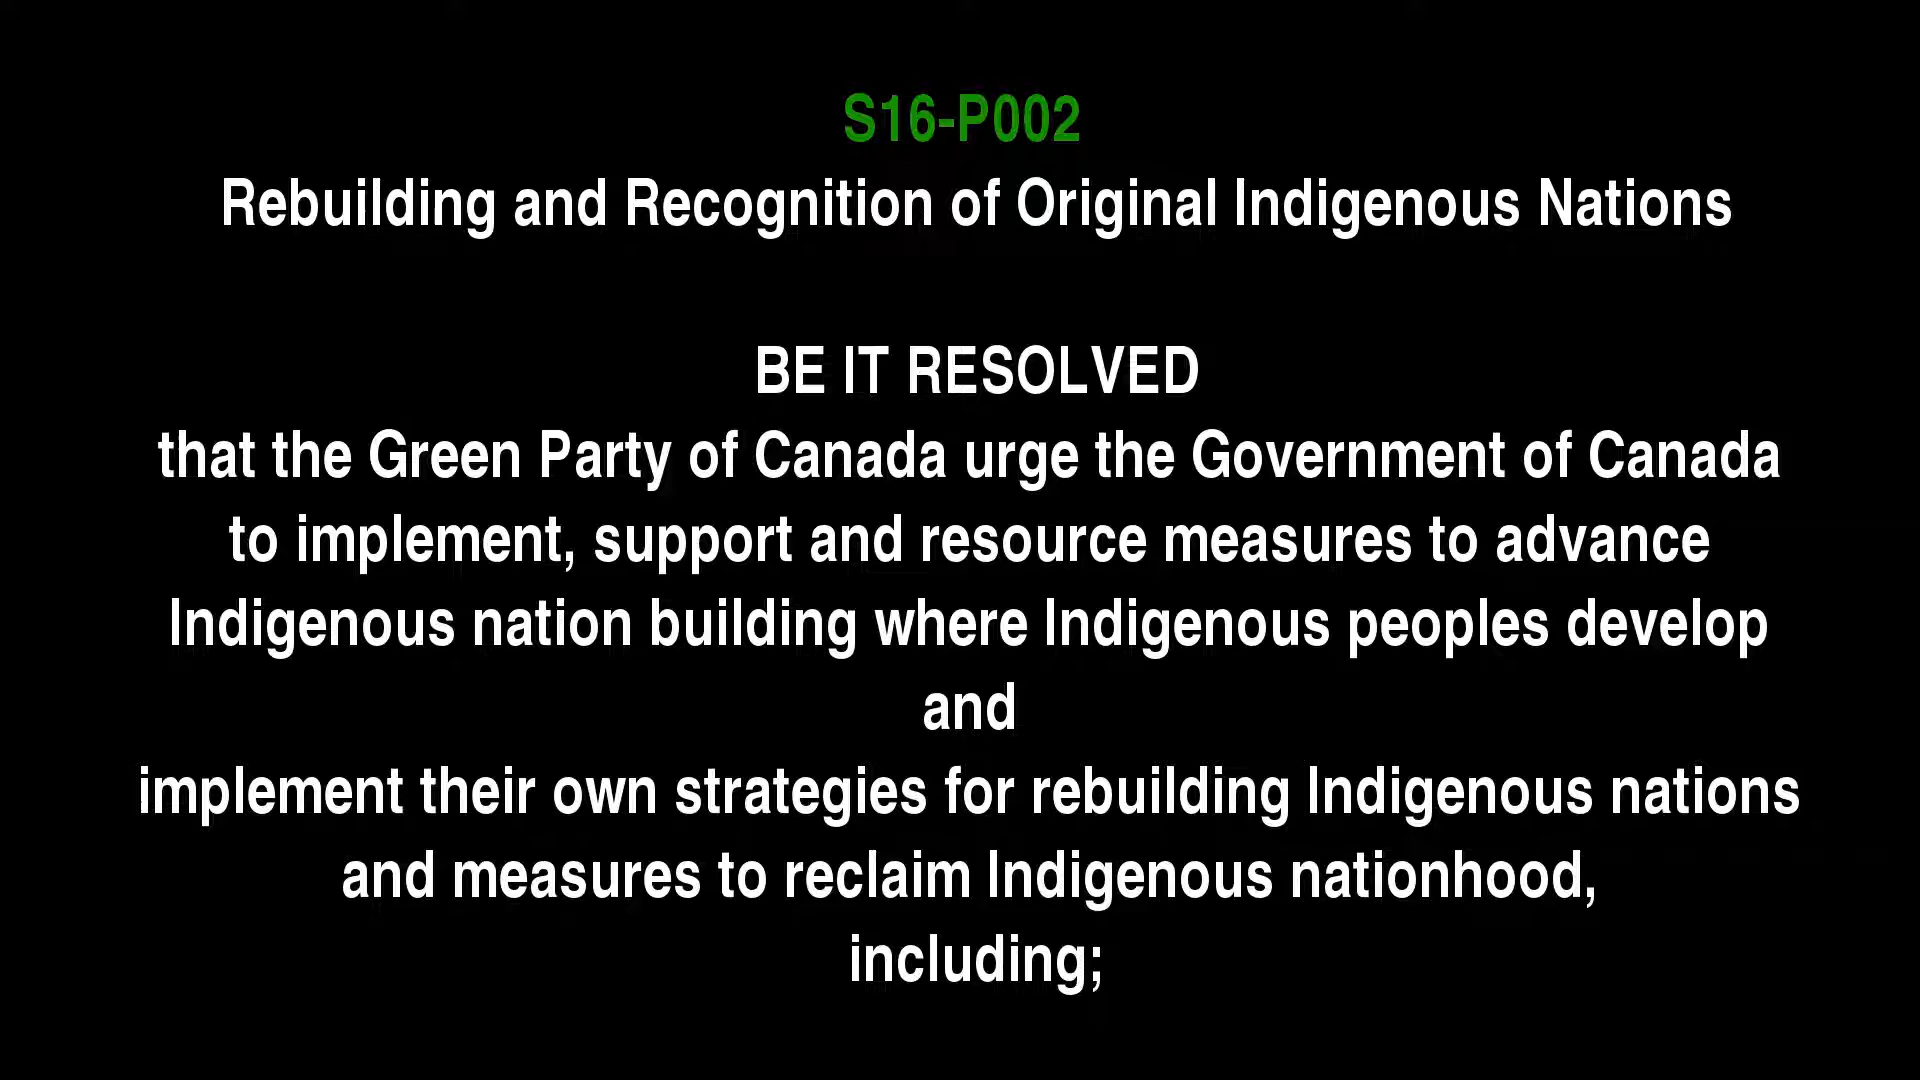 S16-P002
Rebuilding and Recognition of Original Indigenous Nations
BE IT RESOLVED
that the Green Party of Canada urge the Government of Canada
to implement, support and resource measures to advance
Indigenous nation building where Indigenous peoples develop
and
implement their own strategies for rebuilding Indigenous nations
and measures to reclaim Indigenous nationhood,
including;